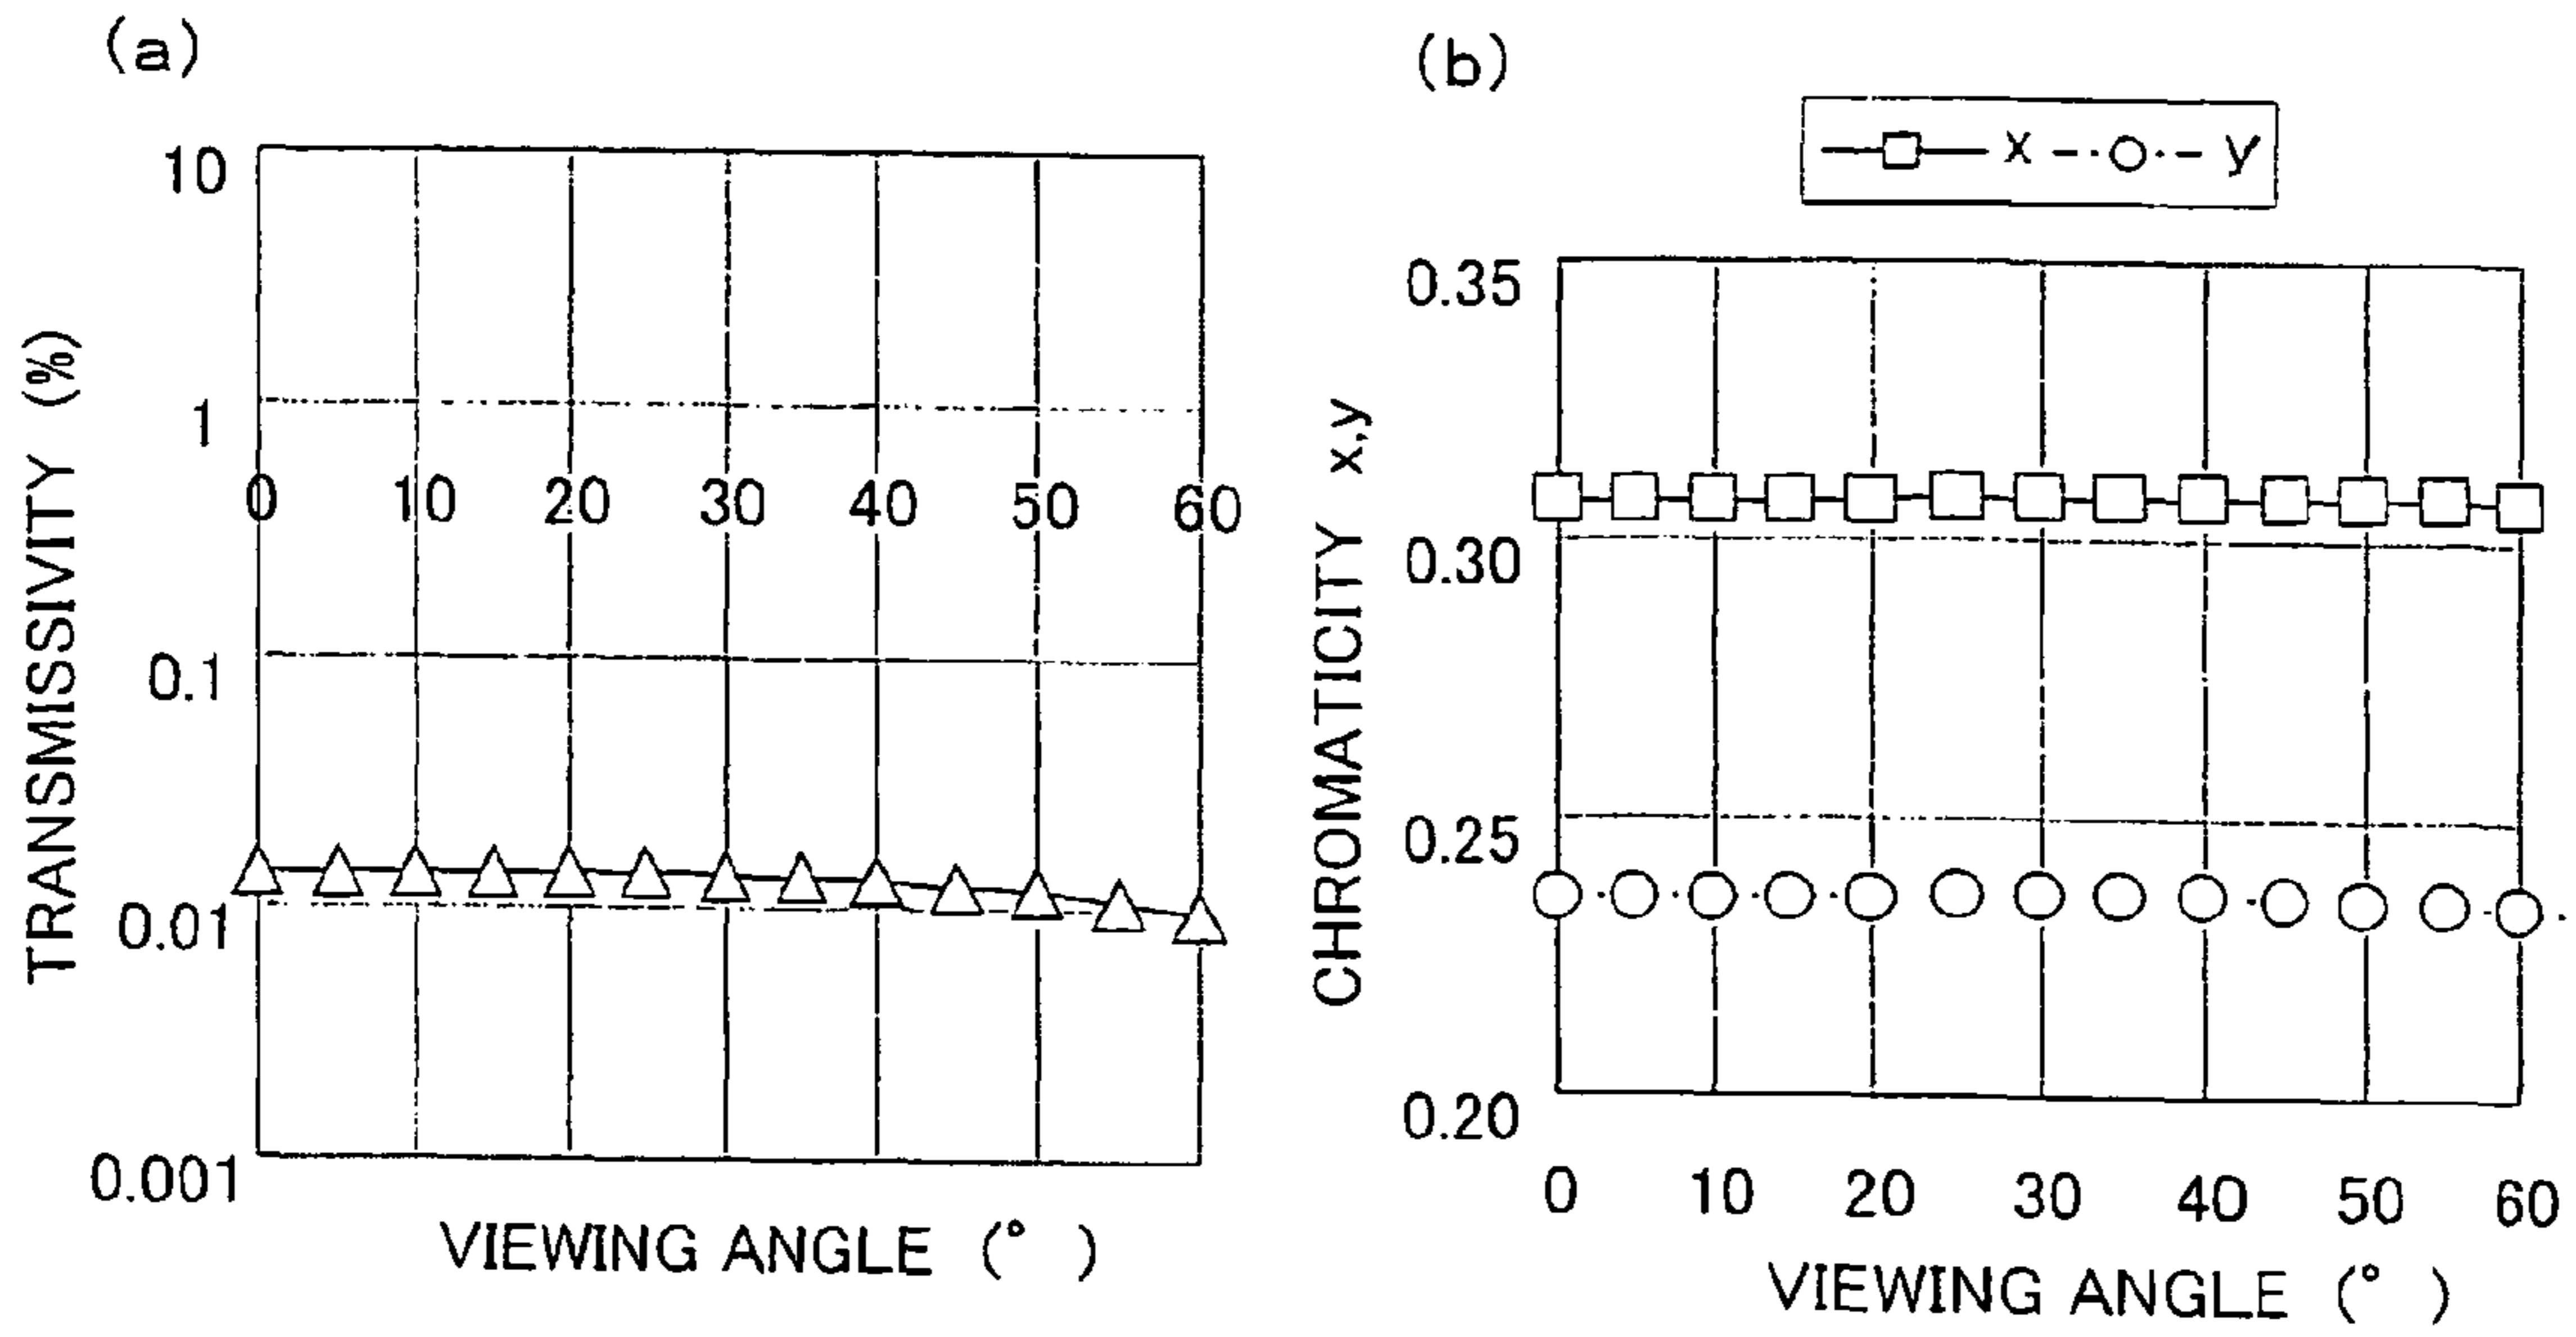 (a)
TRANSMISSIVITY (%)
10
1
0 10 20 30 40 50 60
0.1
0.01
0.001
VIEWING ANGLE (° )
(b)
x y
CHROMATICITY x,y
0.35
0.30
0.25
0.20
0 10 20 30 40 50 60
VIEWING ANGLE (° )